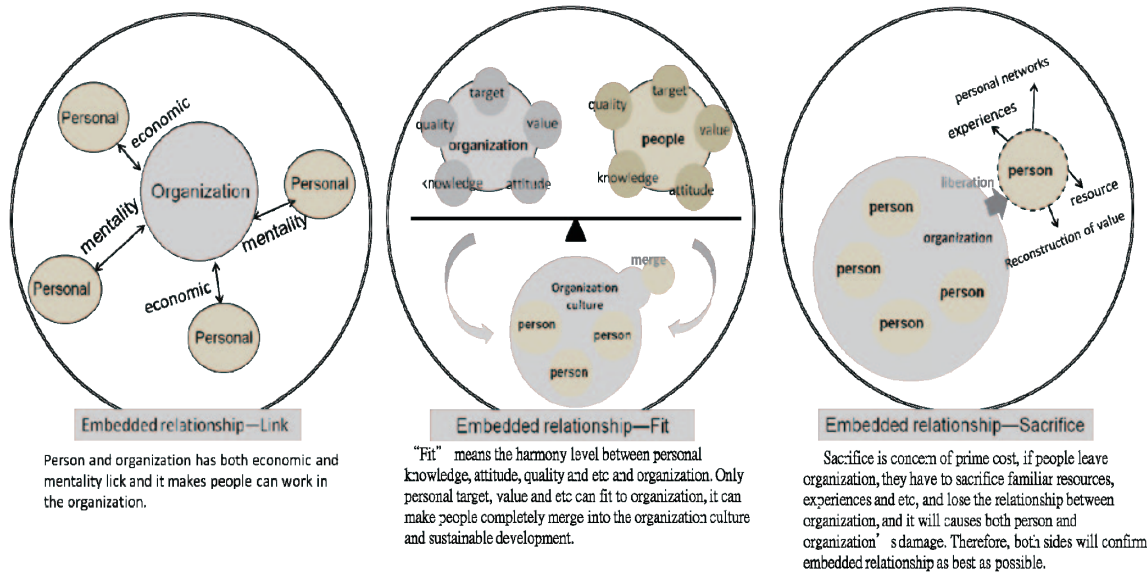 Personal
economic
Organization
Personal
mentality
mentality
Personal
economic
Personal
Embedded relationship—Link
Person and organization has both economic and
mentality lick and it makes people can work in
the organization.
target
quality
value
organization
knowledge
attitude
target
quality
value
people
knowledge
attitude
merge
Organization
culture
person
person
person
Embedded relationship—Fit
“Fit” means the harmony level between personal
knowledge, attitude, quality and etc and organization. Only
personal target, value and etc can fit to organization, it can
make people completely merge into the organization culture
and sustainable development.
personal networks
experiences
person
liberation
resource
Reconstruction of value
person
organization
person
person
person
Embedded relationship—Sacrifice
Sacrifice is concern of prime cost, if people leave
organization, they have to sacrifice familiar resources,
experiences and etc, and lose the relationship between
organization, and it will causes both person and
organization’ s damage. Therefore, both sides will confirm
embedded relationship as best as possible.